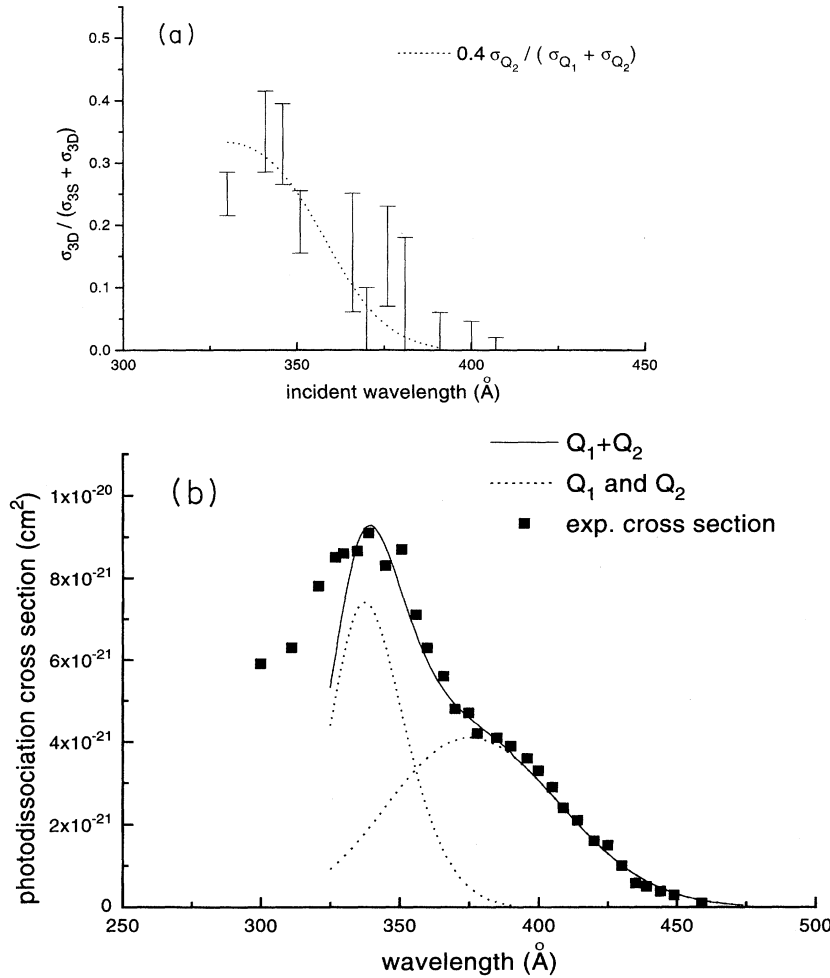 (a)
0.4 σQ2 / ( σQ1 + σQ2)
σ3D / (σ3S + σ3D)
0.5
0.4
0.3
0.2
0.1
0.0
300 350 400 450
incident wavelength (Å)
(b)
Q1+Q2
Q1 and Q2
exp. cross section
photodissociation cross section (cm²)
1x10⁻²⁰
8x10⁻²¹
6x10⁻²¹
4x10⁻²¹
2x10⁻²¹
0
250 300 350 400 450 500
wavelength (Å)